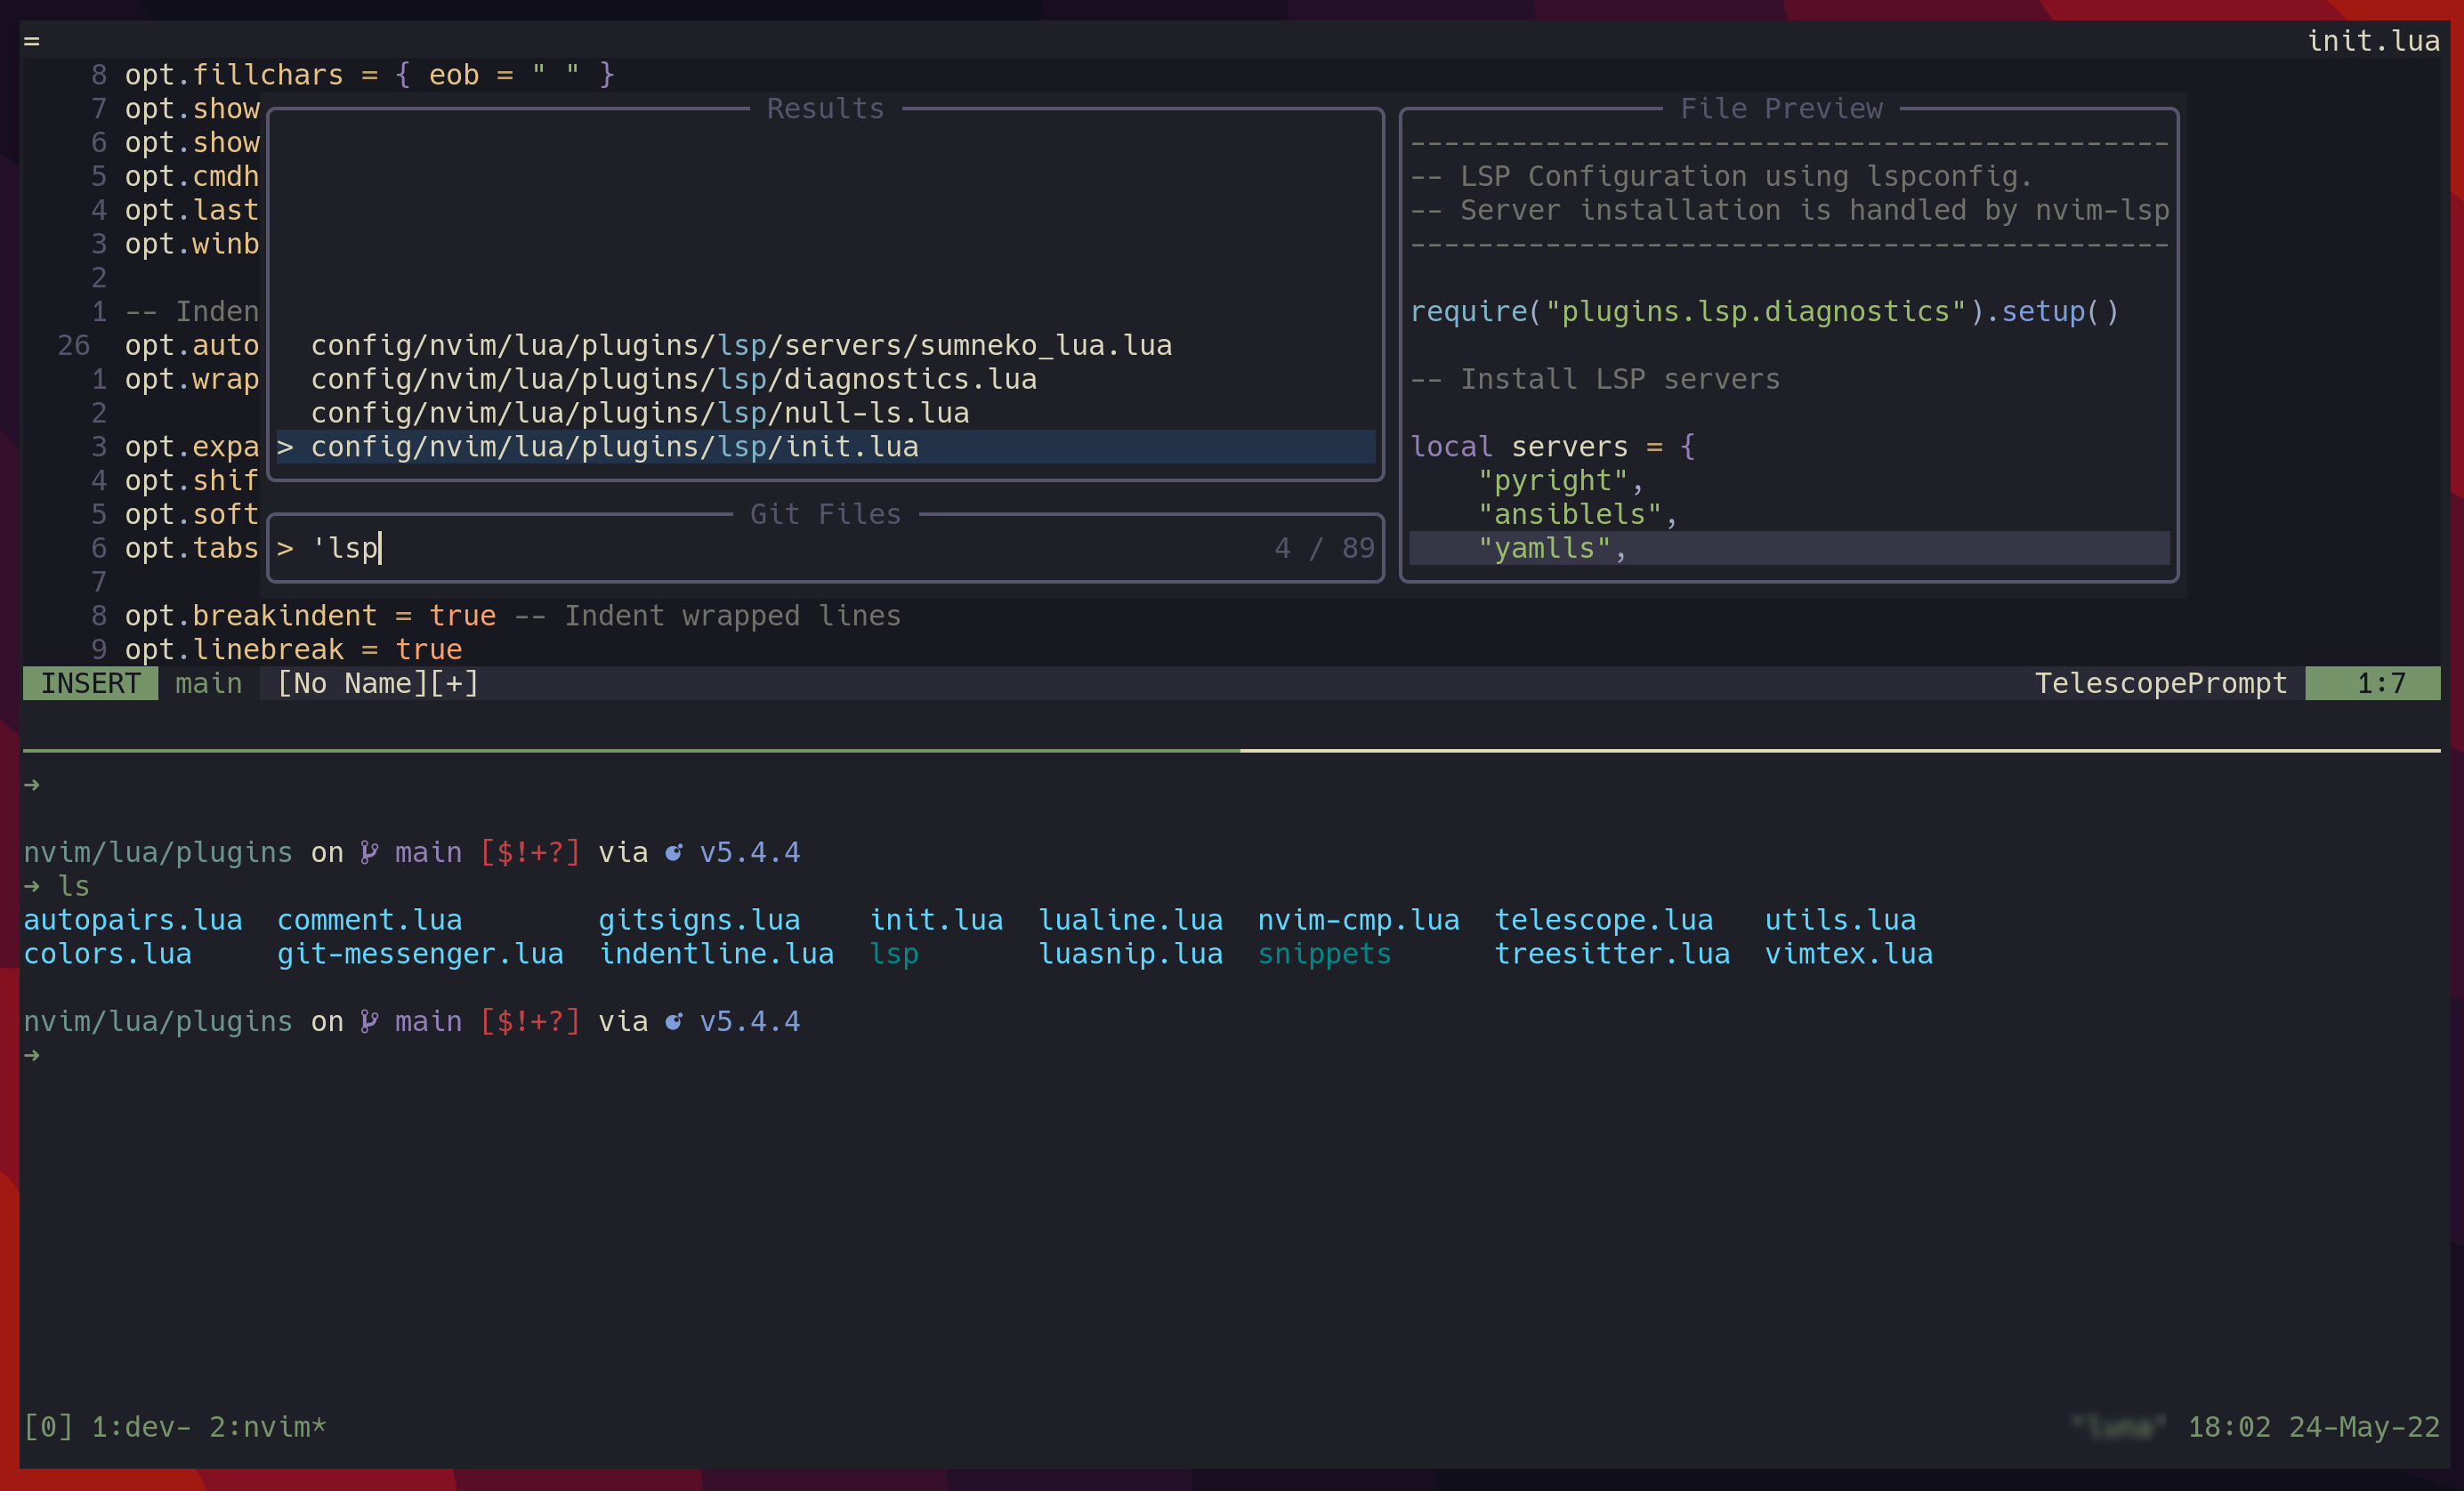 =
init.lua
8 opt.fillchars = { eob = " " }
7 opt.show
6 opt.show
5 opt.cmdh
4 opt.last
3 opt.winb
2
1 -- Inden
26 opt.auto
1 opt.wrap
2
3 opt.expa
4 opt.shif
5 opt.soft
6 opt.tabs
7
8 opt.breakindent = true -- Indent wrapped lines
9 opt.linebreak = true
Results
config/nvim/lua/plugins/lsp/servers/sumneko_lua.lua
config/nvim/lua/plugins/lsp/diagnostics.lua
config/nvim/lua/plugins/lsp/null-ls.lua
> config/nvim/lua/plugins/lsp/init.lua
Git Files
> 'lsp 4 / 89
File Preview
---------------------------------------------
-- LSP Configuration using lspconfig.
-- Server installation is handled by nvim-lsp
---------------------------------------------
require("plugins.lsp.diagnostics").setup()
-- Install LSP servers
local servers = {
"pyright",
"ansiblels",
"yamlls",
INSERT main [No Name][+] TelescopePrompt 1:7
➜
nvim/lua/plugins on main [$!+?] via v5.4.4
➜ ls
autopairs.lua comment.lua gitsigns.lua init.lua lualine.lua nvim-cmp.lua telescope.lua utils.lua
colors.lua git-messenger.lua indentline.lua lsp luasnip.lua snippets treesitter.lua vimtex.lua
nvim/lua/plugins on main [$!+?] via v5.4.4
➜
[0] 1:dev- 2:nvim* 18:02 24-May-22